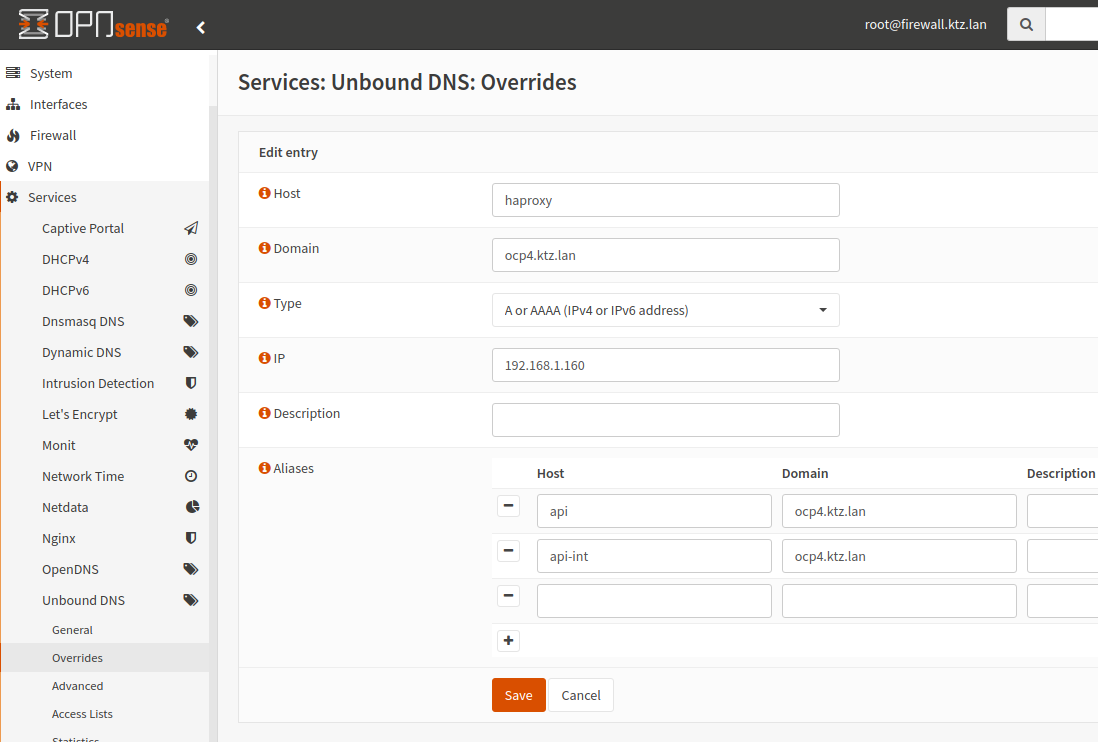 OPNsense
root@firewall.ktz.lan
System
Interfaces
Firewall
VPN
Services
Captive Portal
DHCPv4
DHCPv6
Dnsmasq DNS
Dynamic DNS
Intrusion Detection
Let's Encrypt
Monit
Network Time
Netdata
Nginx
OpenDNS
Unbound DNS
General
Overrides
Advanced
Access Lists
Statistics
Services: Unbound DNS: Overrides
Edit entry
Host
haproxy
Domain
ocp4.ktz.lan
Type
A or AAAA (IPv4 or IPv6 address)
IP
192.168.1.160
Description
Aliases
Host Domain Description
api ocp4.ktz.lan
api-int ocp4.ktz.lan
Save Cancel